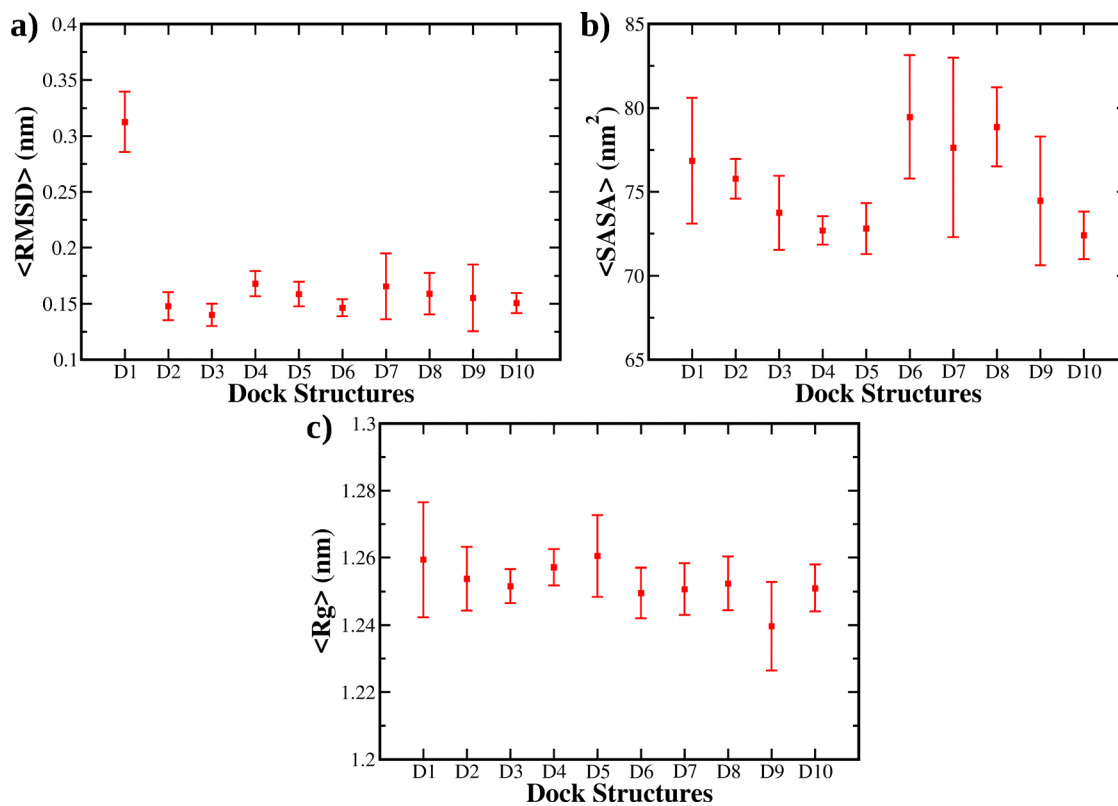 a)
<RMSD> (nm)
0.4
0.35
0.3
0.25
0.2
0.15
0.1
D1 D2 D3 D4 D5 D6 D7 D8 D9 D10
Dock Structures
b)
<SASA> (nm²)
85
80
75
70
65
D1 D2 D3 D4 D5 D6 D7 D8 D9 D10
Dock Structures
c)
<Rg> (nm)
1.3
1.28
1.26
1.24
1.22
1.2
D1 D2 D3 D4 D5 D6 D7 D8 D9 D10
Dock Structures